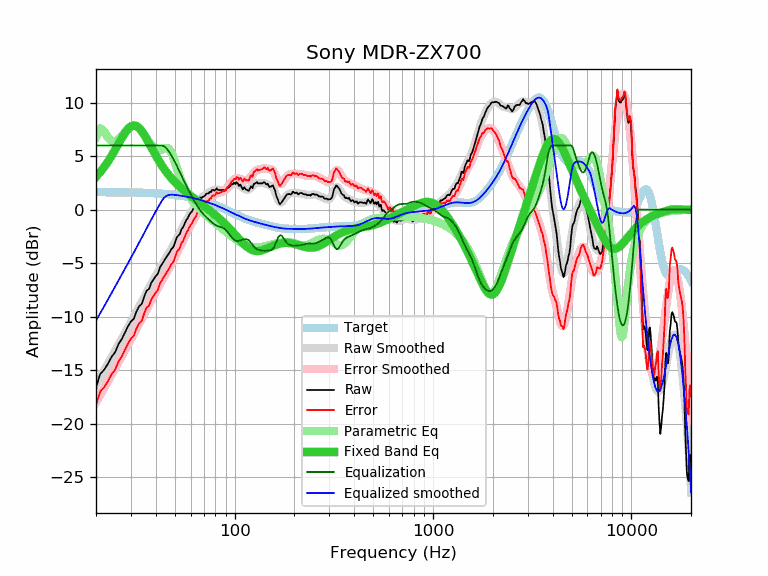 Sony MDR-ZX700
10
5
0
−5
−10
−15
−20
−25
Amplitude (dBr)
Target
Raw Smoothed
Error Smoothed
Raw
Error
Parametric Eq
Fixed Band Eq
Equalization
Equalized smoothed
100 1000 10000
Frequency (Hz)